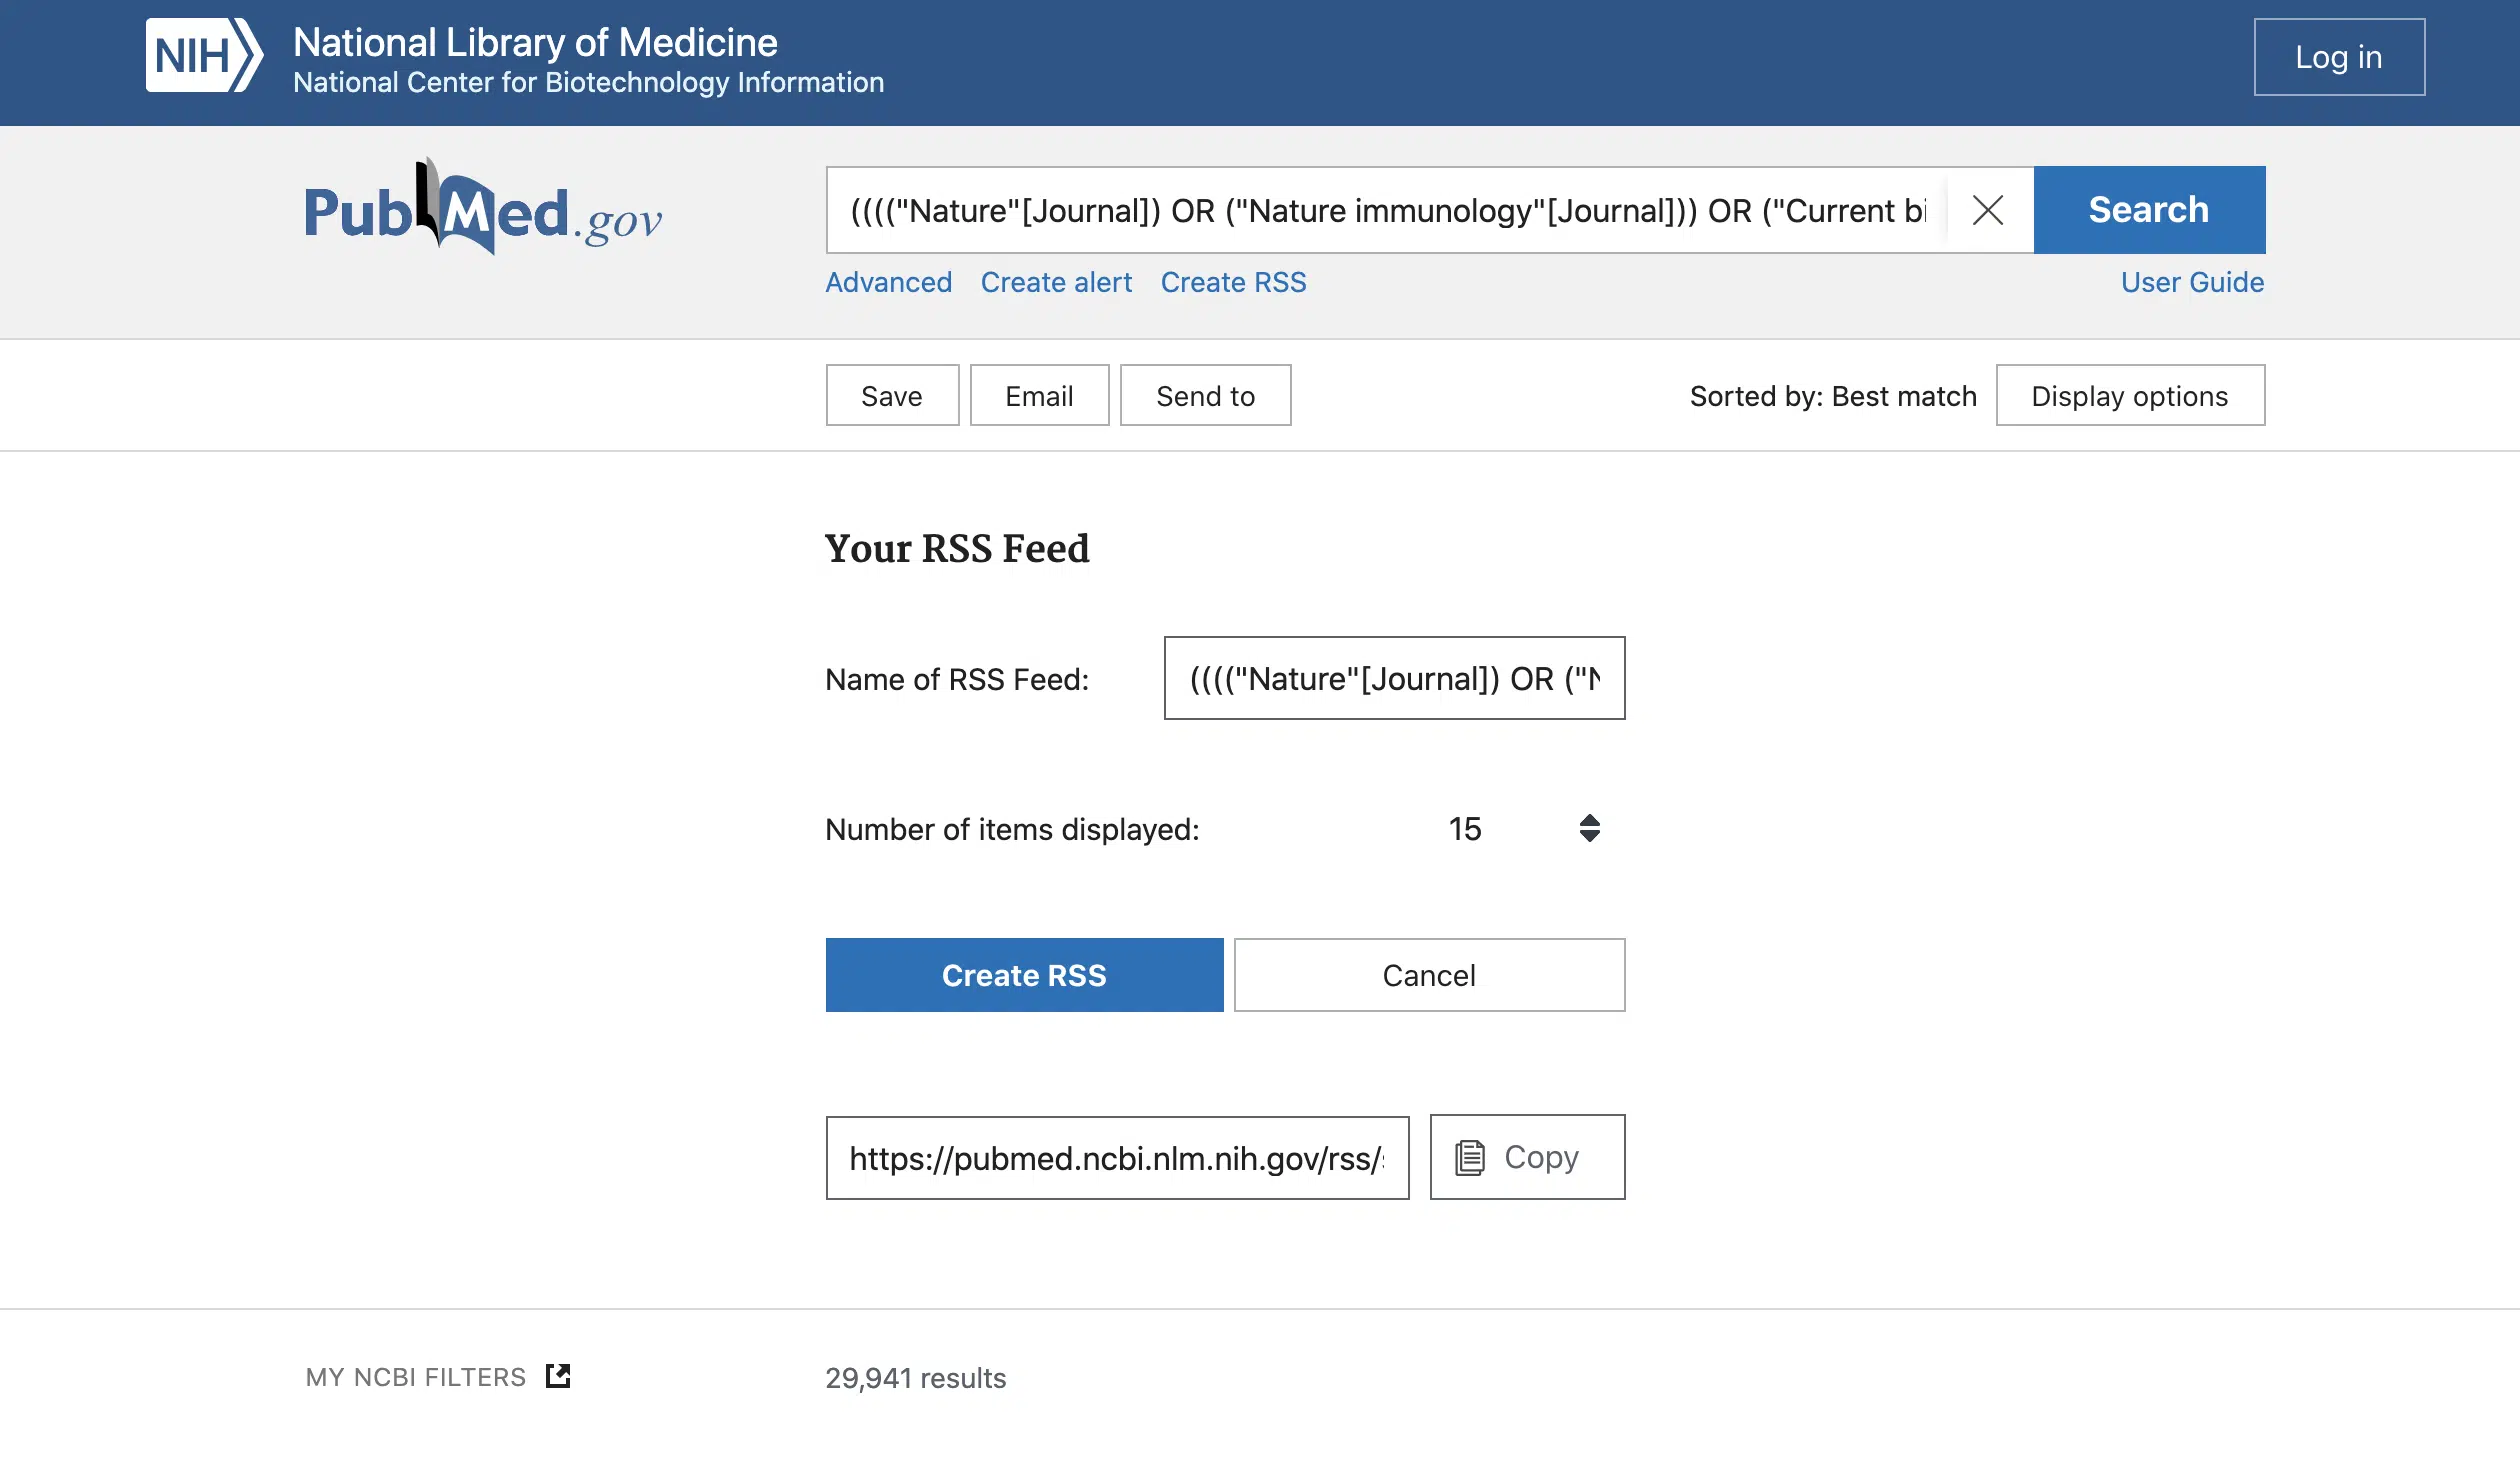 NIH National Library of Medicine
National Center for Biotechnology Information
Log in
PubMed.gov
(((("Nature"[Journal]) OR ("Nature immunology"[Journal])) OR ("Current bi
Search
Advanced Create alert Create RSS User Guide
Save Email Send to Sorted by: Best match Display options
Your RSS Feed
Name of RSS Feed: (((("Nature"[Journal]) OR ("N
Number of items displayed: 15
Create RSS Cancel
https://pubmed.ncbi.nlm.nih.gov/rss/s Copy
MY NCBI FILTERS 29,941 results